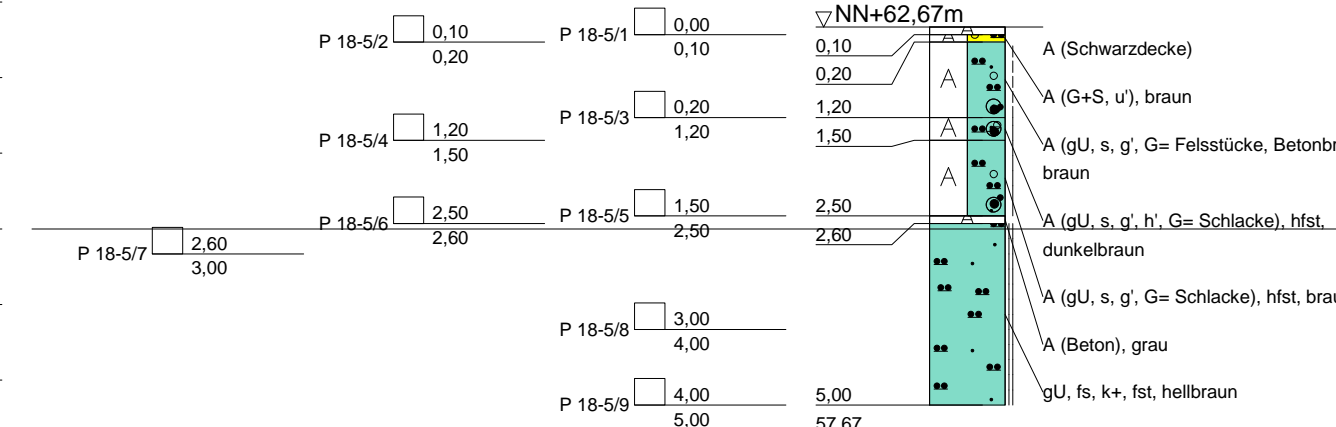 ▽ NN+62,67m
P 18-5/1 0,00
0,10
P 18-5/2 0,10
0,20
P 18-5/3 0,20
1,20
P 18-5/4 1,20
1,50
P 18-5/5 1,50
2,50
P 18-5/6 2,50
2,60
P 18-5/7 2,60
3,00
P 18-5/8 3,00
4,00
P 18-5/9 4,00
5,00
0,10
0,20
1,20
1,50
2,50
2,60
5,00
57,67
A
A
A
A
A
A
A (Schwarzdecke)
A (G+S, u'), braun
A (gU, s, g', G= Felsstücke, Betonbr
braun
A (gU, s, g', h', G= Schlacke), hfst,
dunkelbraun
A (gU, s, g', G= Schlacke), hfst, brau
A (Beton), grau
gU, fs, k+, fst, hellbraun